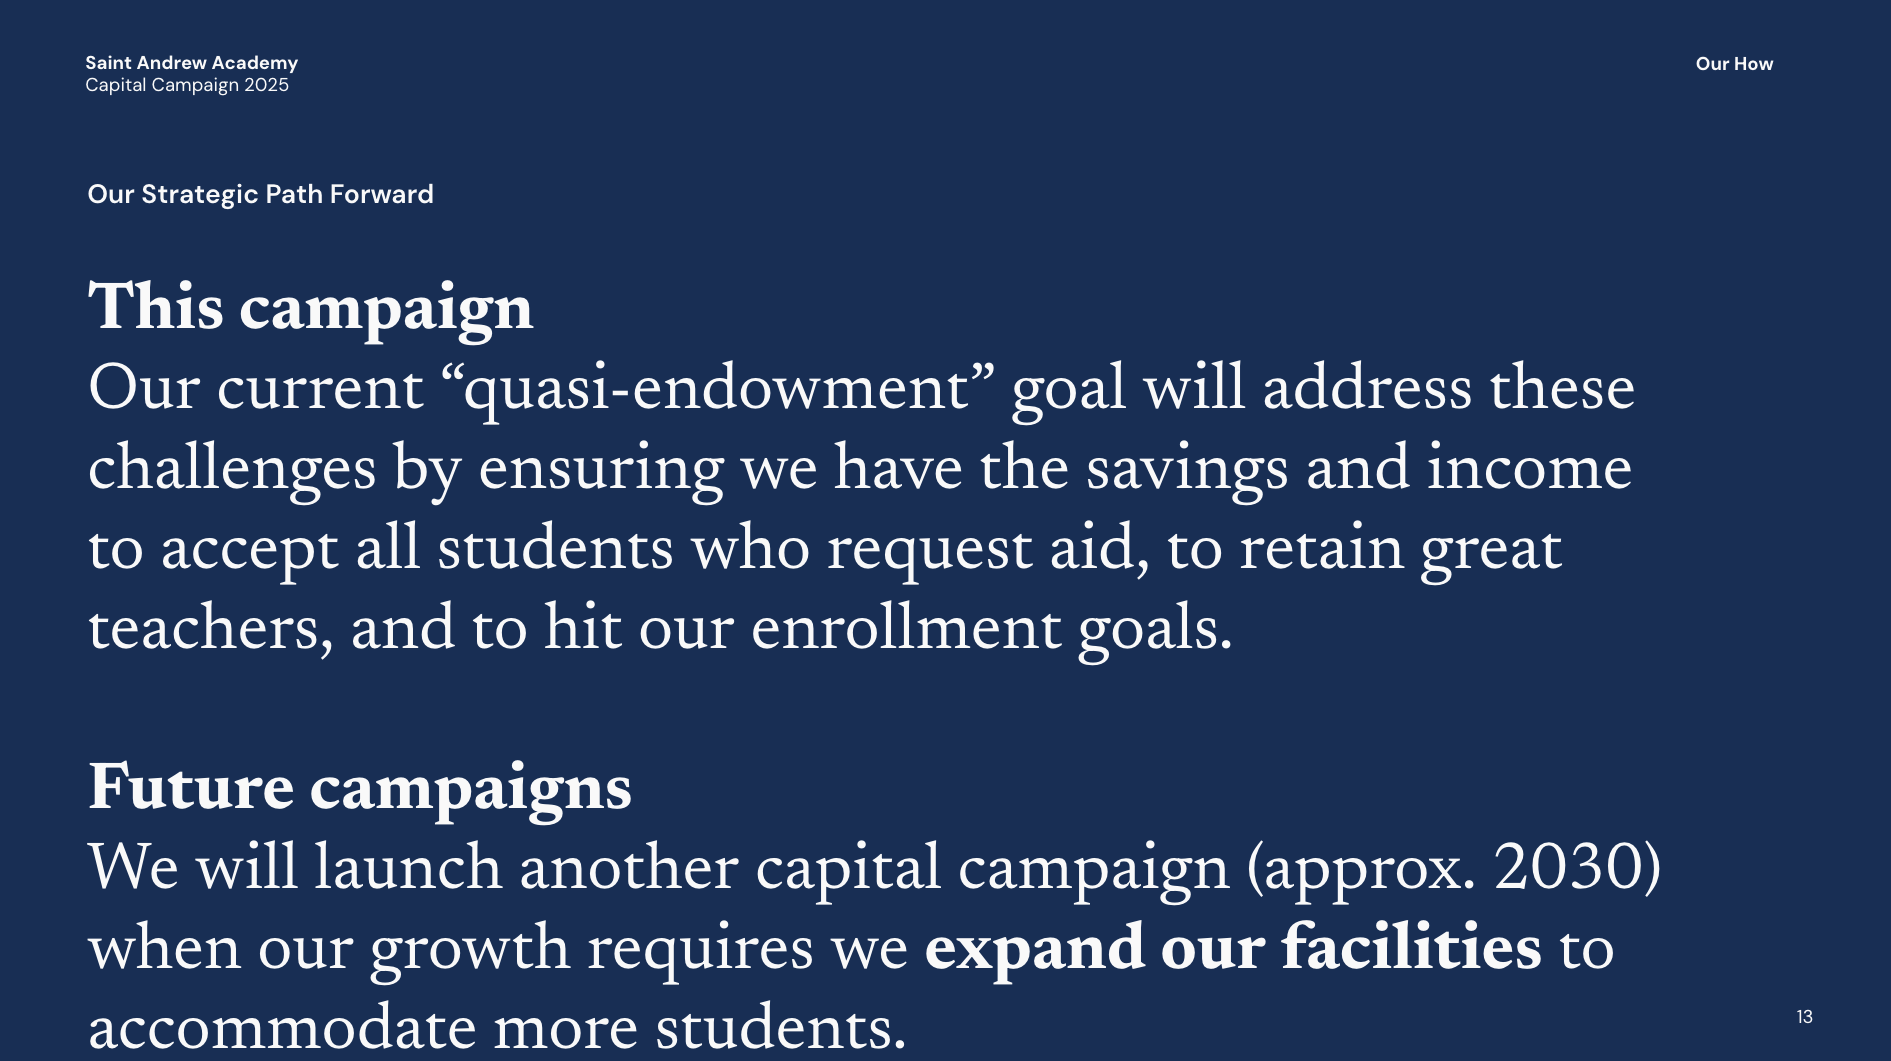 Saint Andrew Academy
Capital Campaign 2025
Our How
Our Strategic Path Forward
This campaign
Our current “quasi-endowment” goal will address these
challenges by ensuring we have the savings and income
to accept all students who request aid, to retain great
teachers, and to hit our enrollment goals.
Future campaigns
We will launch another capital campaign (approx. 2030)
when our growth requires we expand our facilities to
accommodate more students.
13